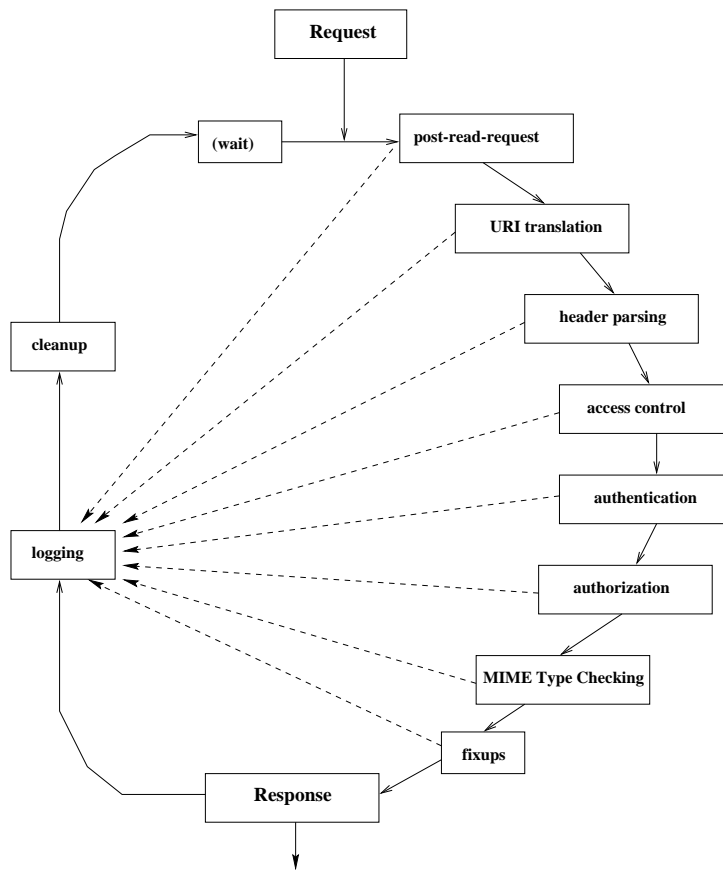 Request
(wait)
post-read-request
URI translation
header parsing
cleanup
access control
authentication
logging
authorization
MIME Type Checking
fixups
Response